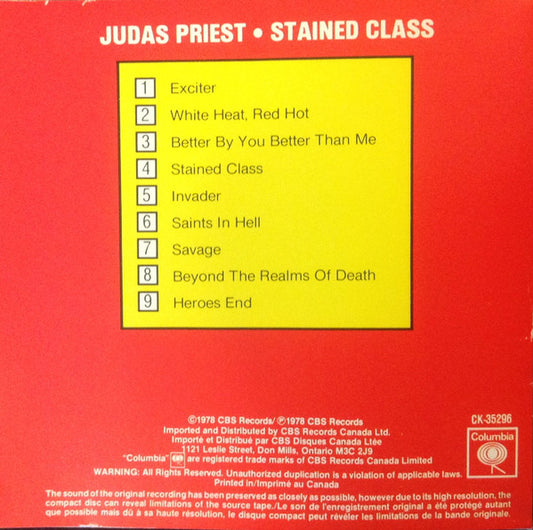 JUDAS PRIEST • STAINED CLASS
1 Exciter
2 White Heat, Red Hot
3 Better By You Better Than Me
4 Stained Class
5 Invader
6 Saints In Hell
7 Savage
8 Beyond The Realms Of Death
9 Heroes End
©1978 CBS Records/ ℗1978 CBS Records
Imported and Distributed by CBS Records Canada Ltd.
Importé et Distribué par CBS Disques Canada Ltée
1121 Leslie Street, Don Mills, Ontario M3C 2J9
"Columbia" are registered trade marks of CBS Records Canada Limited
CK-35296
Columbia
WARNING: All Rights Reserved. Unauthorized duplication is a violation of applicable laws.
Printed in/Imprimé au Canada
The sound of the original recording has been preserved as closely as possible, however due to its high resolution, the
compact disc can reveal limitations of the source tape./Le son de l'enregistrement original a été protégé autant
que possible mais dû à sa haute résolution, le disque compact peut révéler les limitations de la bande originale.